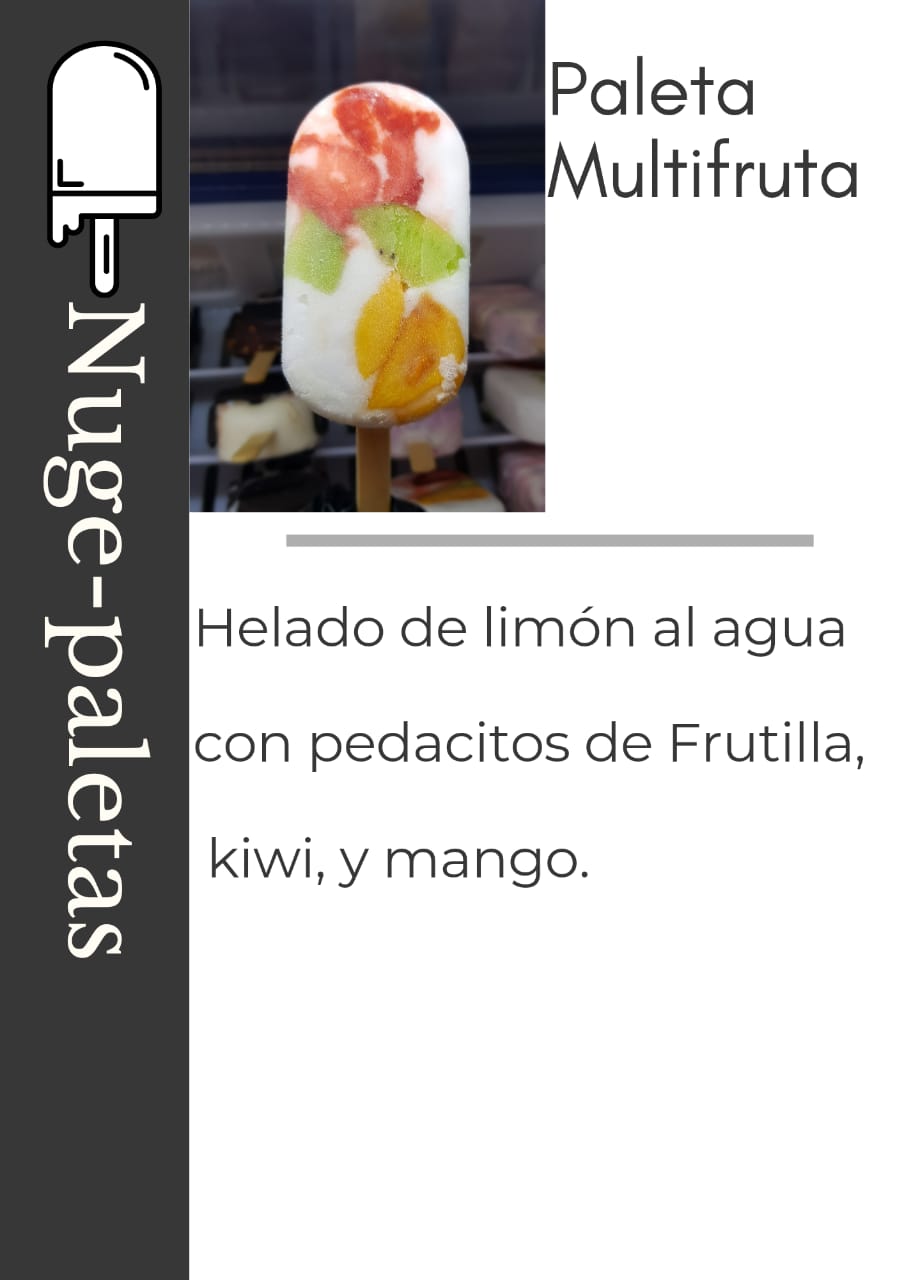 Nuge-paletas
Paleta
Multifruta
Helado de limón al agua
con pedacitos de Frutilla,
kiwi, y mango.